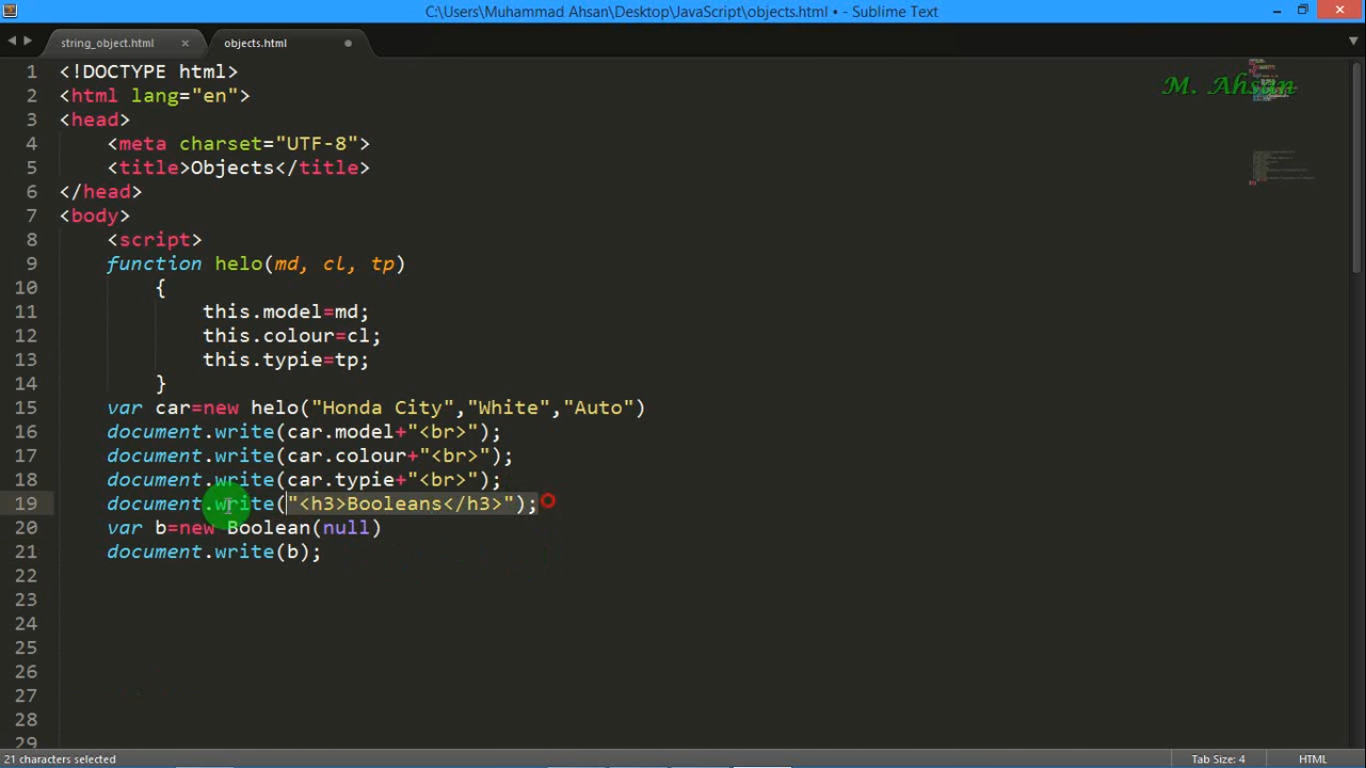 C:\Users\Muhammad Ahsan\Desktop\JavaScript\objects.html • - Sublime Text
string_object.html × objects.html
M. Ahsan
1 <!DOCTYPE html>
2 <html lang="en">
3 <head>
4 <meta charset="UTF-8">
5 <title>Objects</title>
6 </head>
7 <body>
8 <script>
9 function helo(md, cl, tp)
10 {
11 this.model=md;
12 this.colour=cl;
13 this.typie=tp;
14 }
15 var car=new helo("Honda City","White","Auto")
16 document.write(car.model+"<br>");
17 document.write(car.colour+"<br>");
18 document.write(car.typie+"<br>");
19 document.write("<h3>Booleans</h3>");
20 var b=new Boolean(null)
21 document.write(b);
22
23
24
25
26
27
28
29
21 characters selected Tab Size: 4 HTML